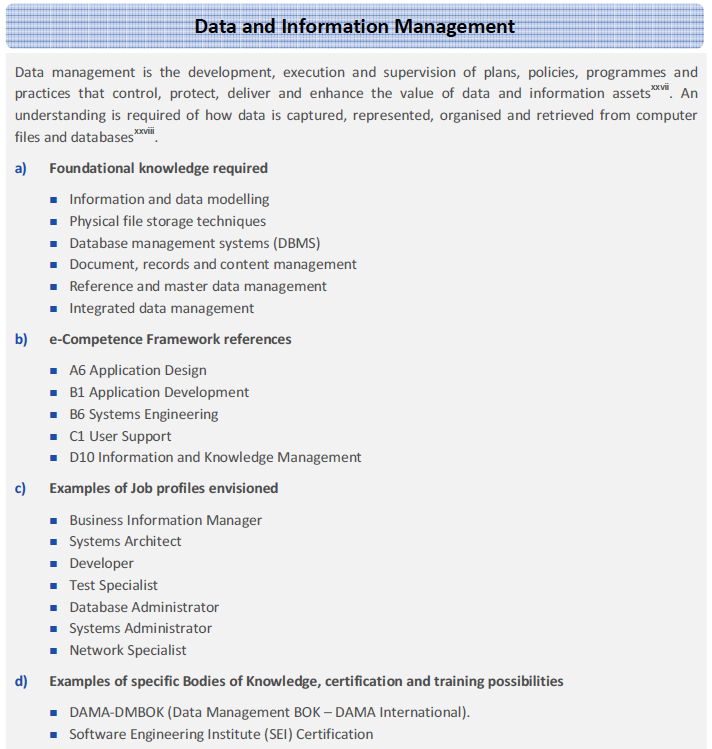 Data and Information Management
Data management is the development, execution and supervision of plans, policies, programmes and
practices that control, protect, deliver and enhance the value of data and information assetsxxvii. An
understanding is required of how data is captured, represented, organised and retrieved from computer
files and databasesxxviii.
a) Foundational knowledge required
■ Information and data modelling
■ Physical file storage techniques
■ Database management systems (DBMS)
■ Document, records and content management
■ Reference and master data management
■ Integrated data management
b) e-Competence Framework references
■ A6 Application Design
■ B1 Application Development
■ B6 Systems Engineering
■ C1 User Support
■ D10 Information and Knowledge Management
c) Examples of Job profiles envisioned
■ Business Information Manager
■ Systems Architect
■ Developer
■ Test Specialist
■ Database Administrator
■ Systems Administrator
■ Network Specialist
d) Examples of specific Bodies of Knowledge, certification and training possibilities
■ DAMA-DMBOK (Data Management BOK – DAMA International).
■ Software Engineering Institute (SEI) Certification